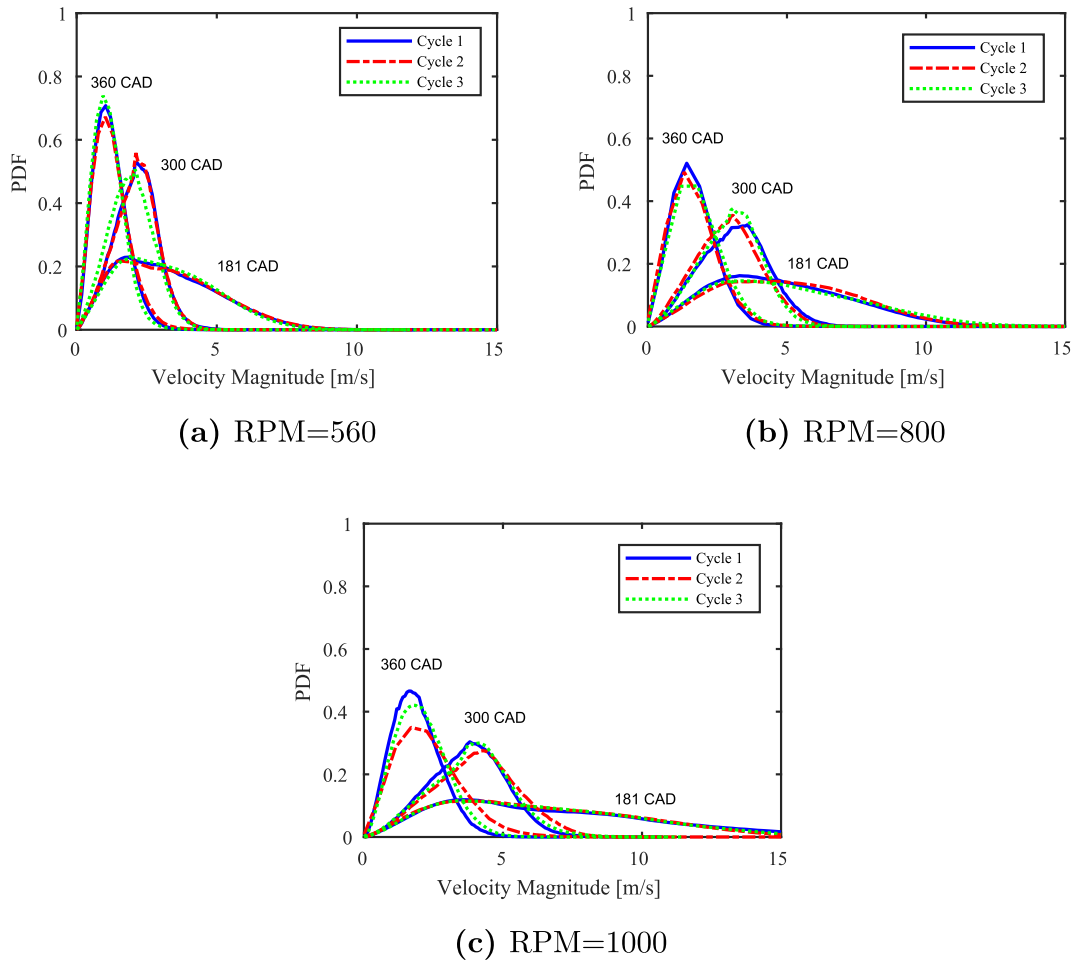 1
0.8
0.6
0.4
0.2
0
PDF
360 CAD
300 CAD
181 CAD
Cycle 1
Cycle 2
Cycle 3
0 5 10 15
Velocity Magnitude [m/s]
(a) RPM=560
1
0.8
0.6
0.4
0.2
0
PDF
360 CAD
300 CAD
181 CAD
Cycle 1
Cycle 2
Cycle 3
0 5 10 15
Velocity Magnitude [m/s]
(b) RPM=800
1
0.8
0.6
0.4
0.2
0
PDF
360 CAD
300 CAD
181 CAD
Cycle 1
Cycle 2
Cycle 3
0 5 10 15
Velocity Magnitude [m/s]
(c) RPM=1000